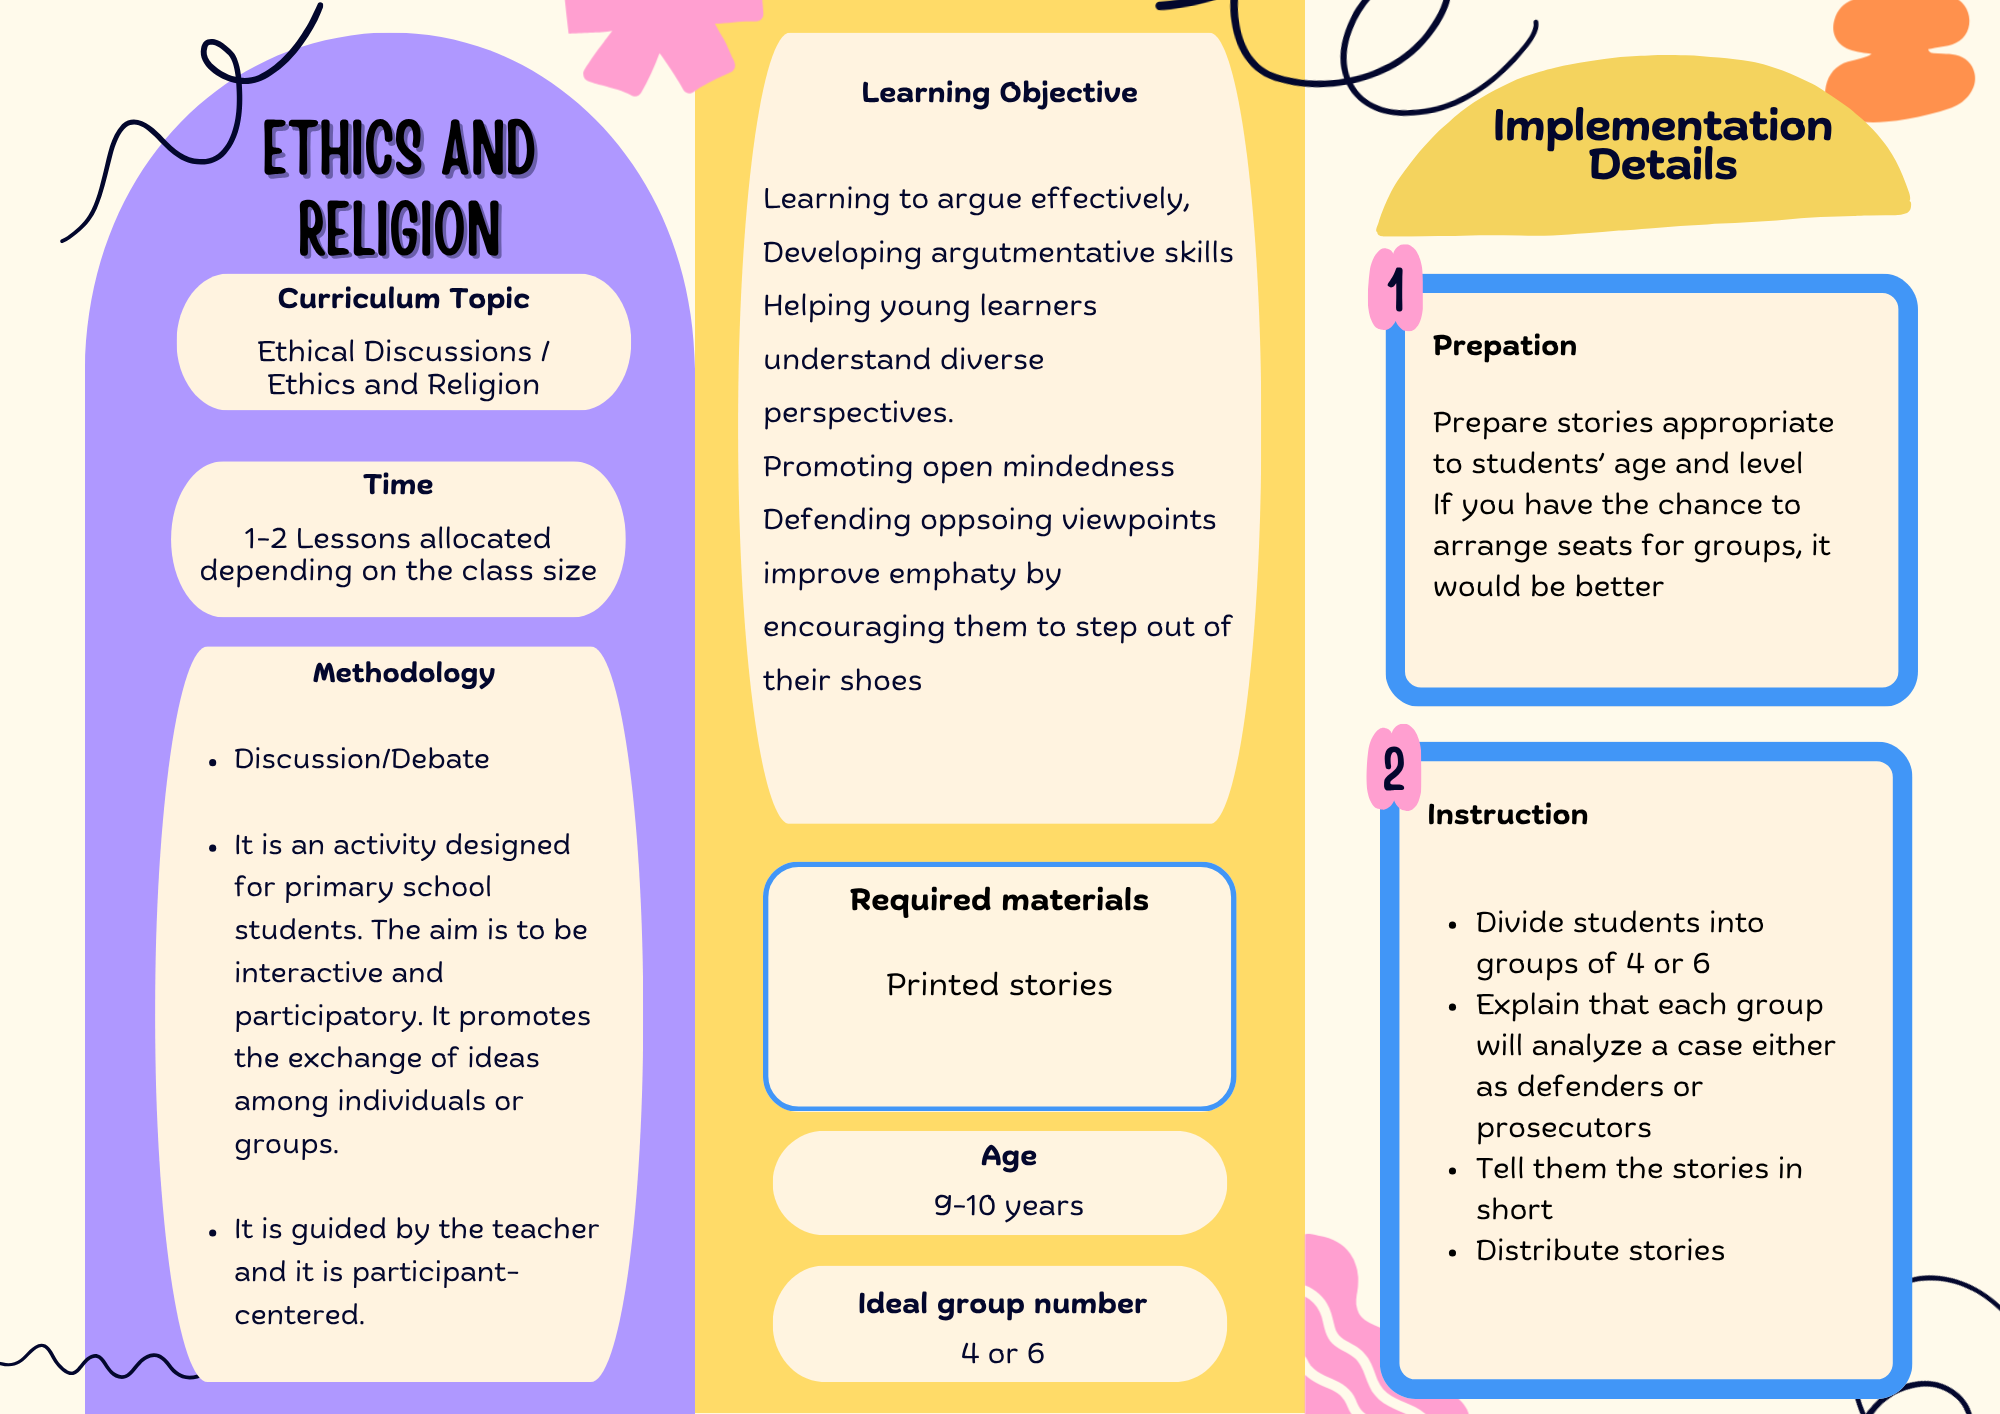 ETHICS AND
RELIGION
Curriculum Topic
Ethical Discussions /
Ethics and Religion
Time
1-2 Lessons allocated
depending on the class size
Methodology
• Discussion/Debate
• It is an activity designed
for primary school
students. The aim is to be
interactive and
participatory. It promotes
the exchange of ideas
among individuals or
groups.
• It is guided by the teacher
and it is participant-
centered.
Learning Objective
Learning to argue effectively,
Developing argutmentative skills
Helping young learners
understand diverse
perspectives.
Promoting open mindedness
Defending oppsoing viewpoints
improve emphaty by
encouraging them to step out of
their shoes
Required materials
Printed stories
Age
9-10 years
Ideal group number
4 or 6
Implementation
Details
1
Prepation
Prepare stories appropriate
to students’ age and level
If you have the chance to
arrange seats for groups, it
would be better
2
Instruction
• Divide students into
groups of 4 or 6
• Explain that each group
will analyze a case either
as defenders or
prosecutors
• Tell them the stories in
short
• Distribute stories